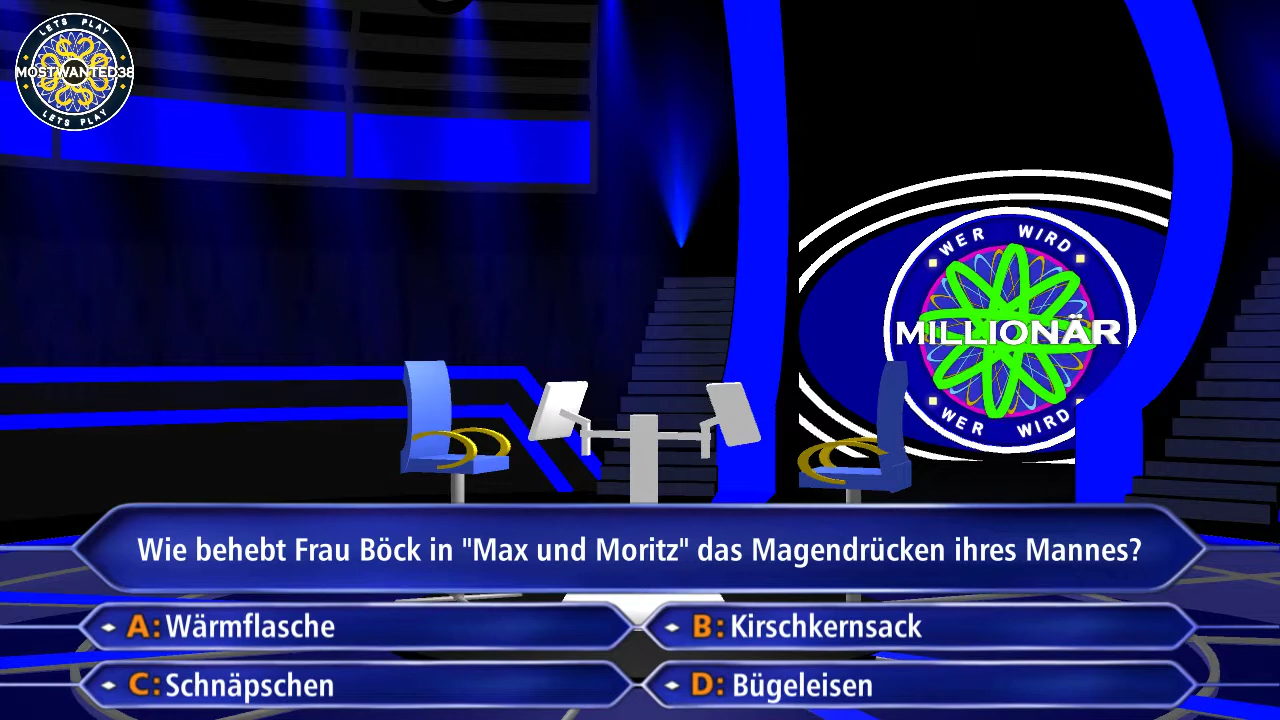 LETS PLAY
MOSTWANTED38
LETS PLAY
WER WIRD
MILLIONÄR
WER WIRD
Wie behebt Frau Böck in "Max und Moritz" das Magendrücken ihres Mannes?
A: Wärmflasche
B: Kirschkernsack
C: Schnäpschen
D: Bügeleisen